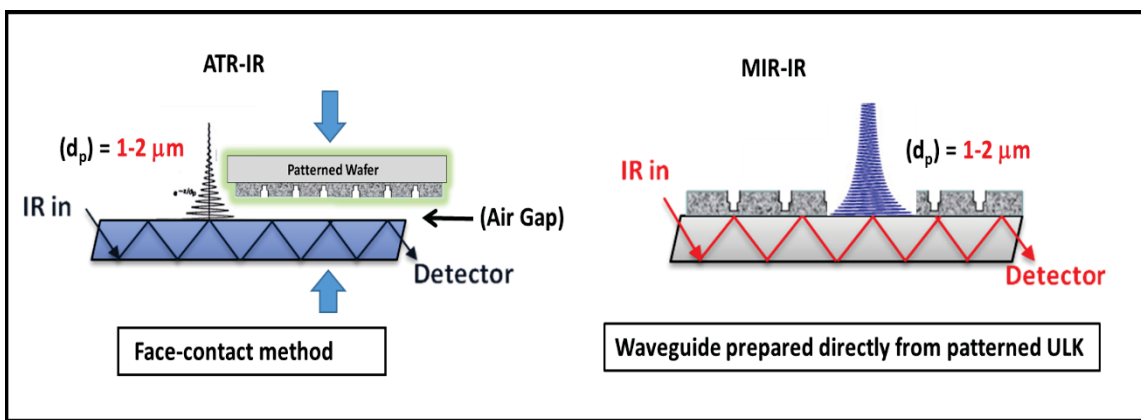 ATR-IR
(dp) = 1-2 μm
Patterned Wafer
IR in
(Air Gap)
Detector
Face-contact method
MIR-IR
(dp) = 1-2 μm
IR in
Detector
Waveguide prepared directly from patterned ULK